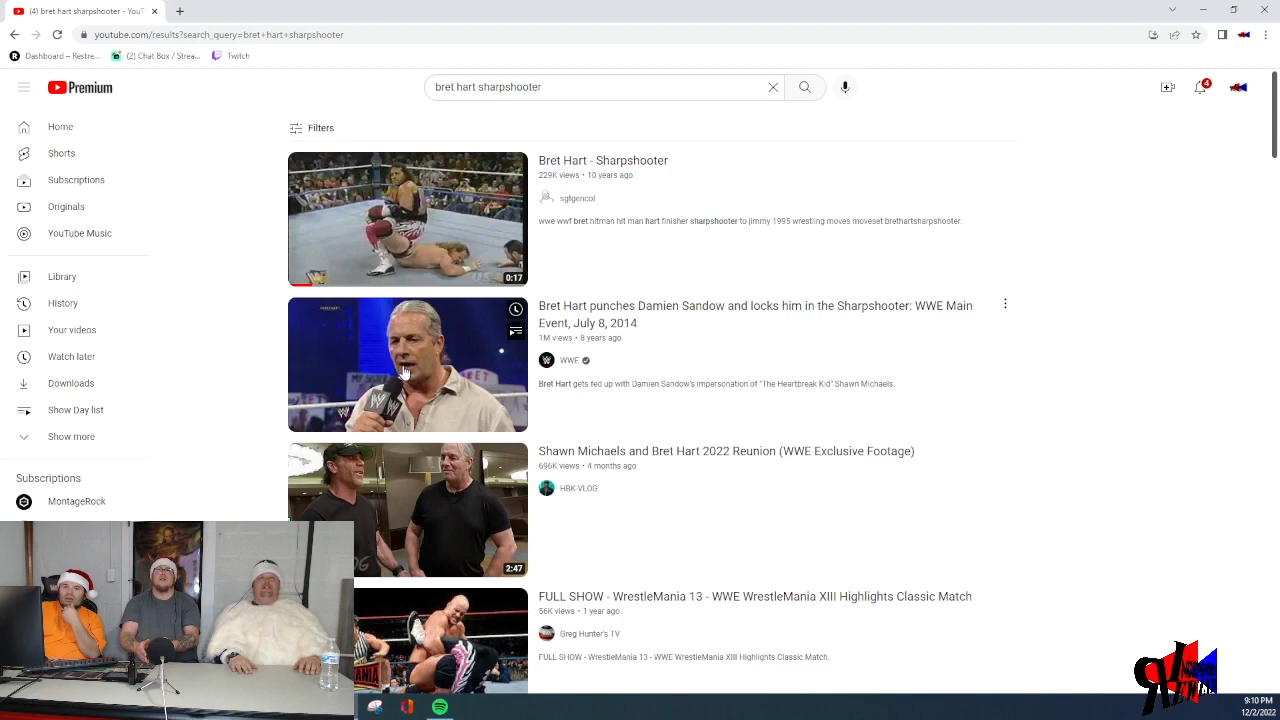 (4) bret hart sharpshooter - YouT
youtube.com/results?search_query=bret+hart+sharpshooter
Dashboard – Restre...
(2) Chat Box / Strea...
Twitch
Premium
bret hart sharpshooter
4
Home
Shorts
Subscriptions
Originals
YouTube Music
Library
History
Your videos
Watch later
Downloads
Show Day list
Show more
Subscriptions
MontageRock
Filters
0:17
Bret Hart - Sharpshooter
229K views • 10 years ago
sgtgencol
wwe wwf bret hitman hit man hart finisher sharpshooter to jimmy 1995 wrestling moves moveset brethartsharpshooter.
Bret Hart punches Damien Sandow and locks him in the Sharpshooter: WWE Main
Event, July 8, 2014
1M views • 8 years ago
WWE
Bret Hart gets fed up with Damien Sandow's impersonation of "The Heartbreak Kid" Shawn Michaels.
2:47
Shawn Michaels and Bret Hart 2022 Reunion (WWE Exclusive Footage)
696K views • 4 months ago
HBK-VLOG
FULL SHOW - WrestleMania 13 - WWE WrestleMania XIII Highlights Classic Match
56K views • 1 year ago
Greg Hunter's TV
FULL SHOW - WrestleMania 13 - WWE WrestleMania XIII Highlights Classic Match.
9:10 PM
12/2/2022